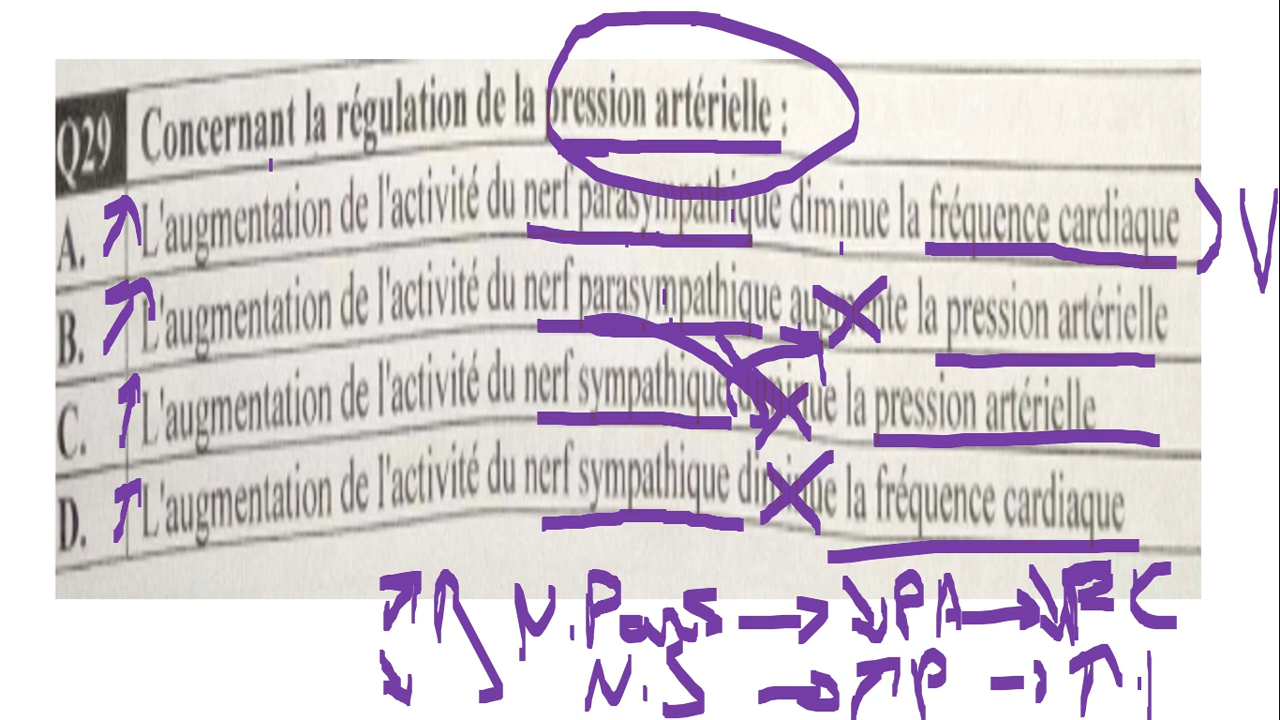 Q29 Concernant la régulation de la pression artérielle :
A. L'augmentation de l'activité du nerf parasympathique diminue la fréquence cardiaque
B. L'augmentation de l'activité du nerf parasympathique augmente la pression artérielle
C. L'augmentation de l'activité du nerf sympathique diminue la pression artérielle
D. L'augmentation de l'activité du nerf sympathique diminue la fréquence cardiaque
↗ N. → ↘ PA → ↘ FC
↘ N.S → ↗ P → ↑